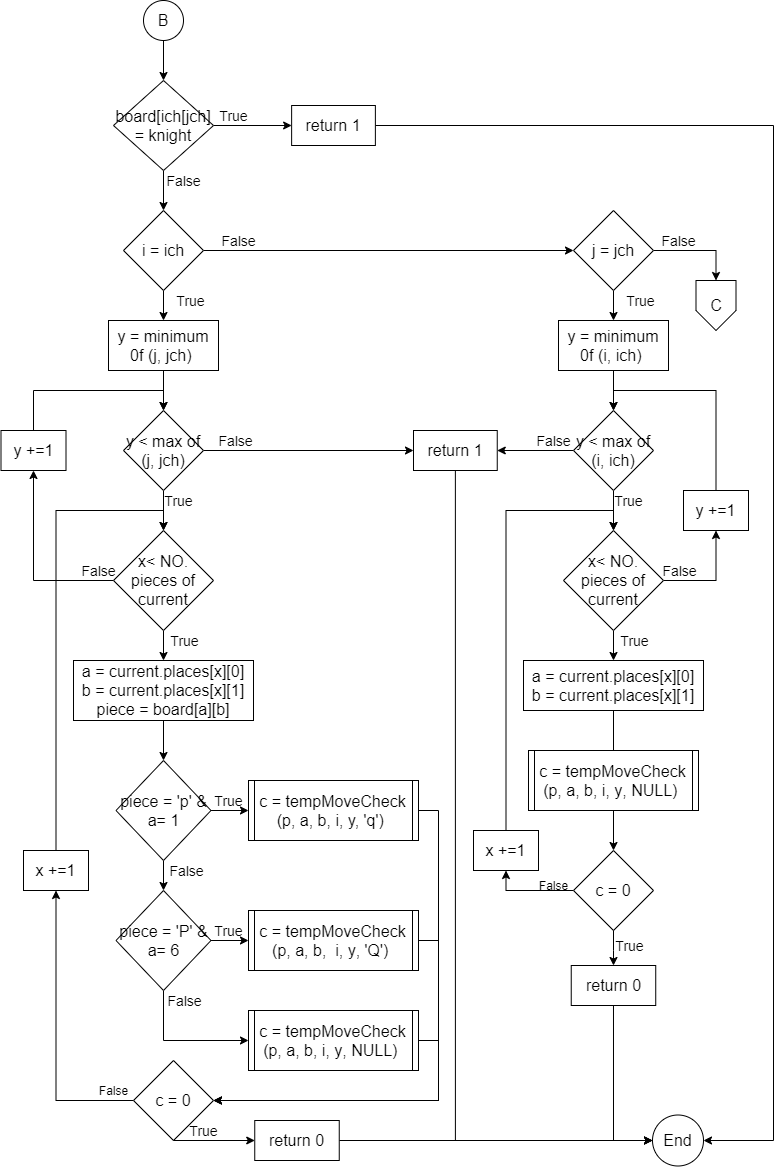 B
board[ich[jch]
= knight
True
return 1
False
i = ich
False
j = jch
False
C
True
True
y = minimum
0f (j, jch)
y = minimum
0f (i, ich)
y +=1
y < max of
(j, jch)
False
return 1
False
y < max of
(i, ich)
True
True
y +=1
False
x< NO.
pieces of
current
x< NO.
pieces of
current
False
True
True
a = current.places[x][0]
b = current.places[x][1]
piece = board[a][b]
a = current.places[x][0]
b = current.places[x][1]
piece = 'p' &
a= 1
True
c = tempMoveCheck
(p, a, b, i, y, 'q')
c = tempMoveCheck
(p, a, b, i, y, NULL)
x +=1
False
x +=1
False
c = 0
piece = 'P' &
a= 6
True
c = tempMoveCheck
(p, a, b,  i, y, 'Q')
True
return 0
False
c = tempMoveCheck
(p, a, b, i, y, NULL)
False
c = 0
True
return 0
End